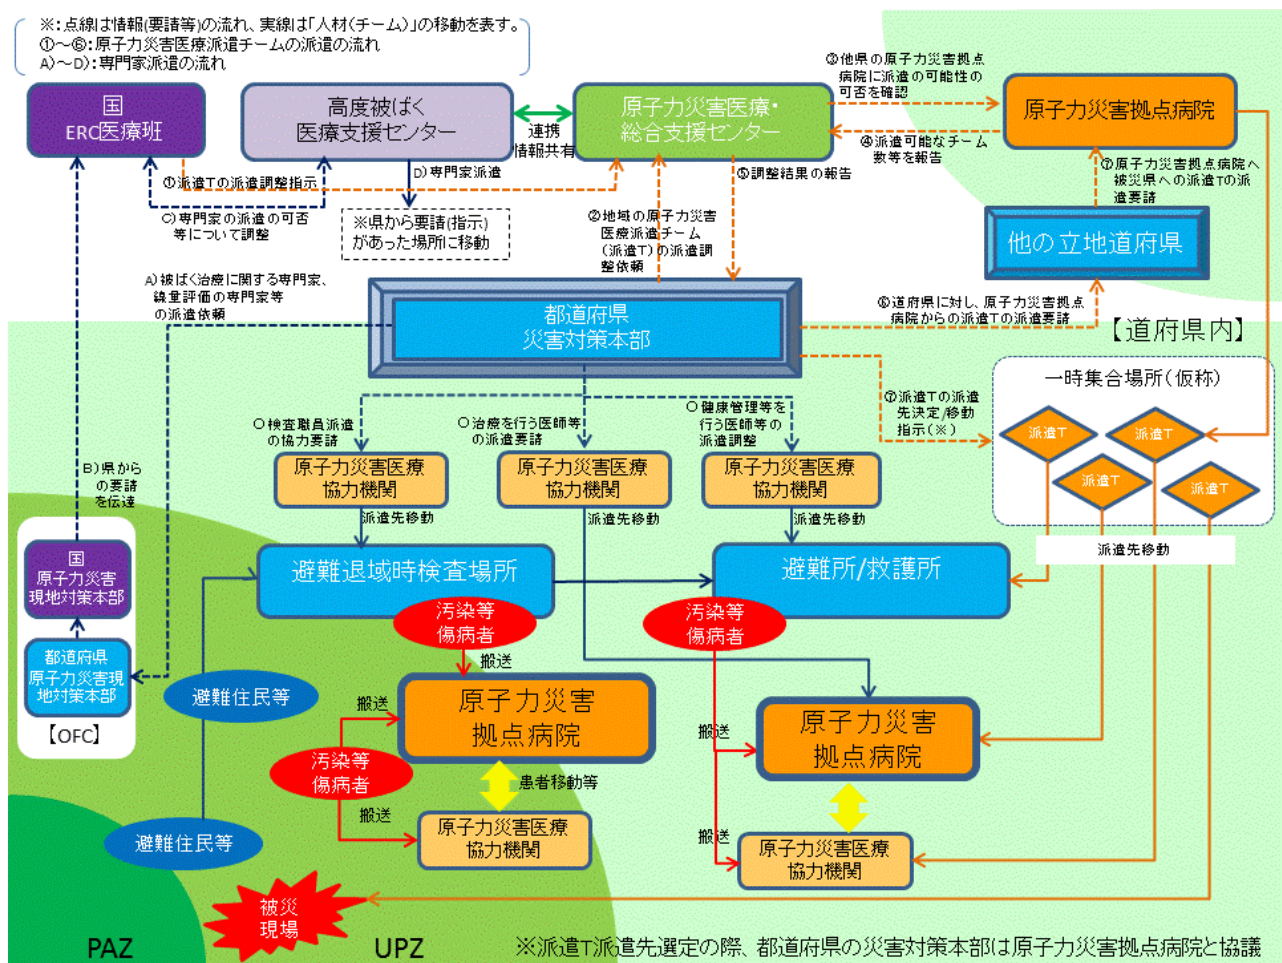 ※:点線は情報(要請等)の流れ、実線は「人材(チーム)」の移動を表す。
①～⑥:原子力災害医療派遣チームの派遣の流れ
A)～D):専門家派遣の流れ
国
ERC医療班
高度被ばく
医療支援センター
連携
情報共有
原子力災害医療・
総合支援センター
③他県の原子力災害拠点
病院に派遣の可能性の
可否を確認
④派遣可能なチーム
数等を報告
原子力災害拠点病院
①派遣Tの派遣調整指示
C)専門家の派遣の可否
等について調整
D)専門家派遣
※県から要請(指示)
があった場所に移動
②地域の原子力災害
医療派遣チーム
(派遣T)の派遣調
整依頼
⑤調整結果の報告
⑦原子力災害拠点病院へ
被災県への派遣Tの派
遣要請
他の立地道府県
A)被ばく治療に関する専門家、
線量評価の専門家等
の派遣依頼
都道府県
災害対策本部
⑥道府県に対し、原子力災害拠点
病院からの派遣Tの派遣要請
【道府県内】
一時集合場所(仮称)
派遣T
派遣T
派遣T
派遣T
⑦派遣Tの派遣
先決定/移動
指示(※)
○検査職員派遣
の協力要請
○治療を行う医師等
の派遣要請
○健康管理等を
行う医師等の
派遣調整
B)県から
の要請
を伝達
原子力災害医療
協力機関
原子力災害医療
協力機関
原子力災害医療
協力機関
派遣先移動
派遣先移動
派遣先移動
派遣先移動
国
原子力災害
現地対策本部
都道府県
原子力災害現
地対策本部
【OFC】
避難退域時検査場所
避難所/救護所
汚染等
傷病者
汚染等
傷病者
搬送
避難住民等
搬送
原子力災害
拠点病院
搬送
原子力災害
拠点病院
汚染等
傷病者
患者移動等
搬送
原子力災害医療
協力機関
搬送
原子力災害医療
協力機関
避難住民等
被災
現場
PAZ
UPZ
※派遣T派遣先選定の際、都道府県の災害対策本部は原子力災害拠点病院と協議